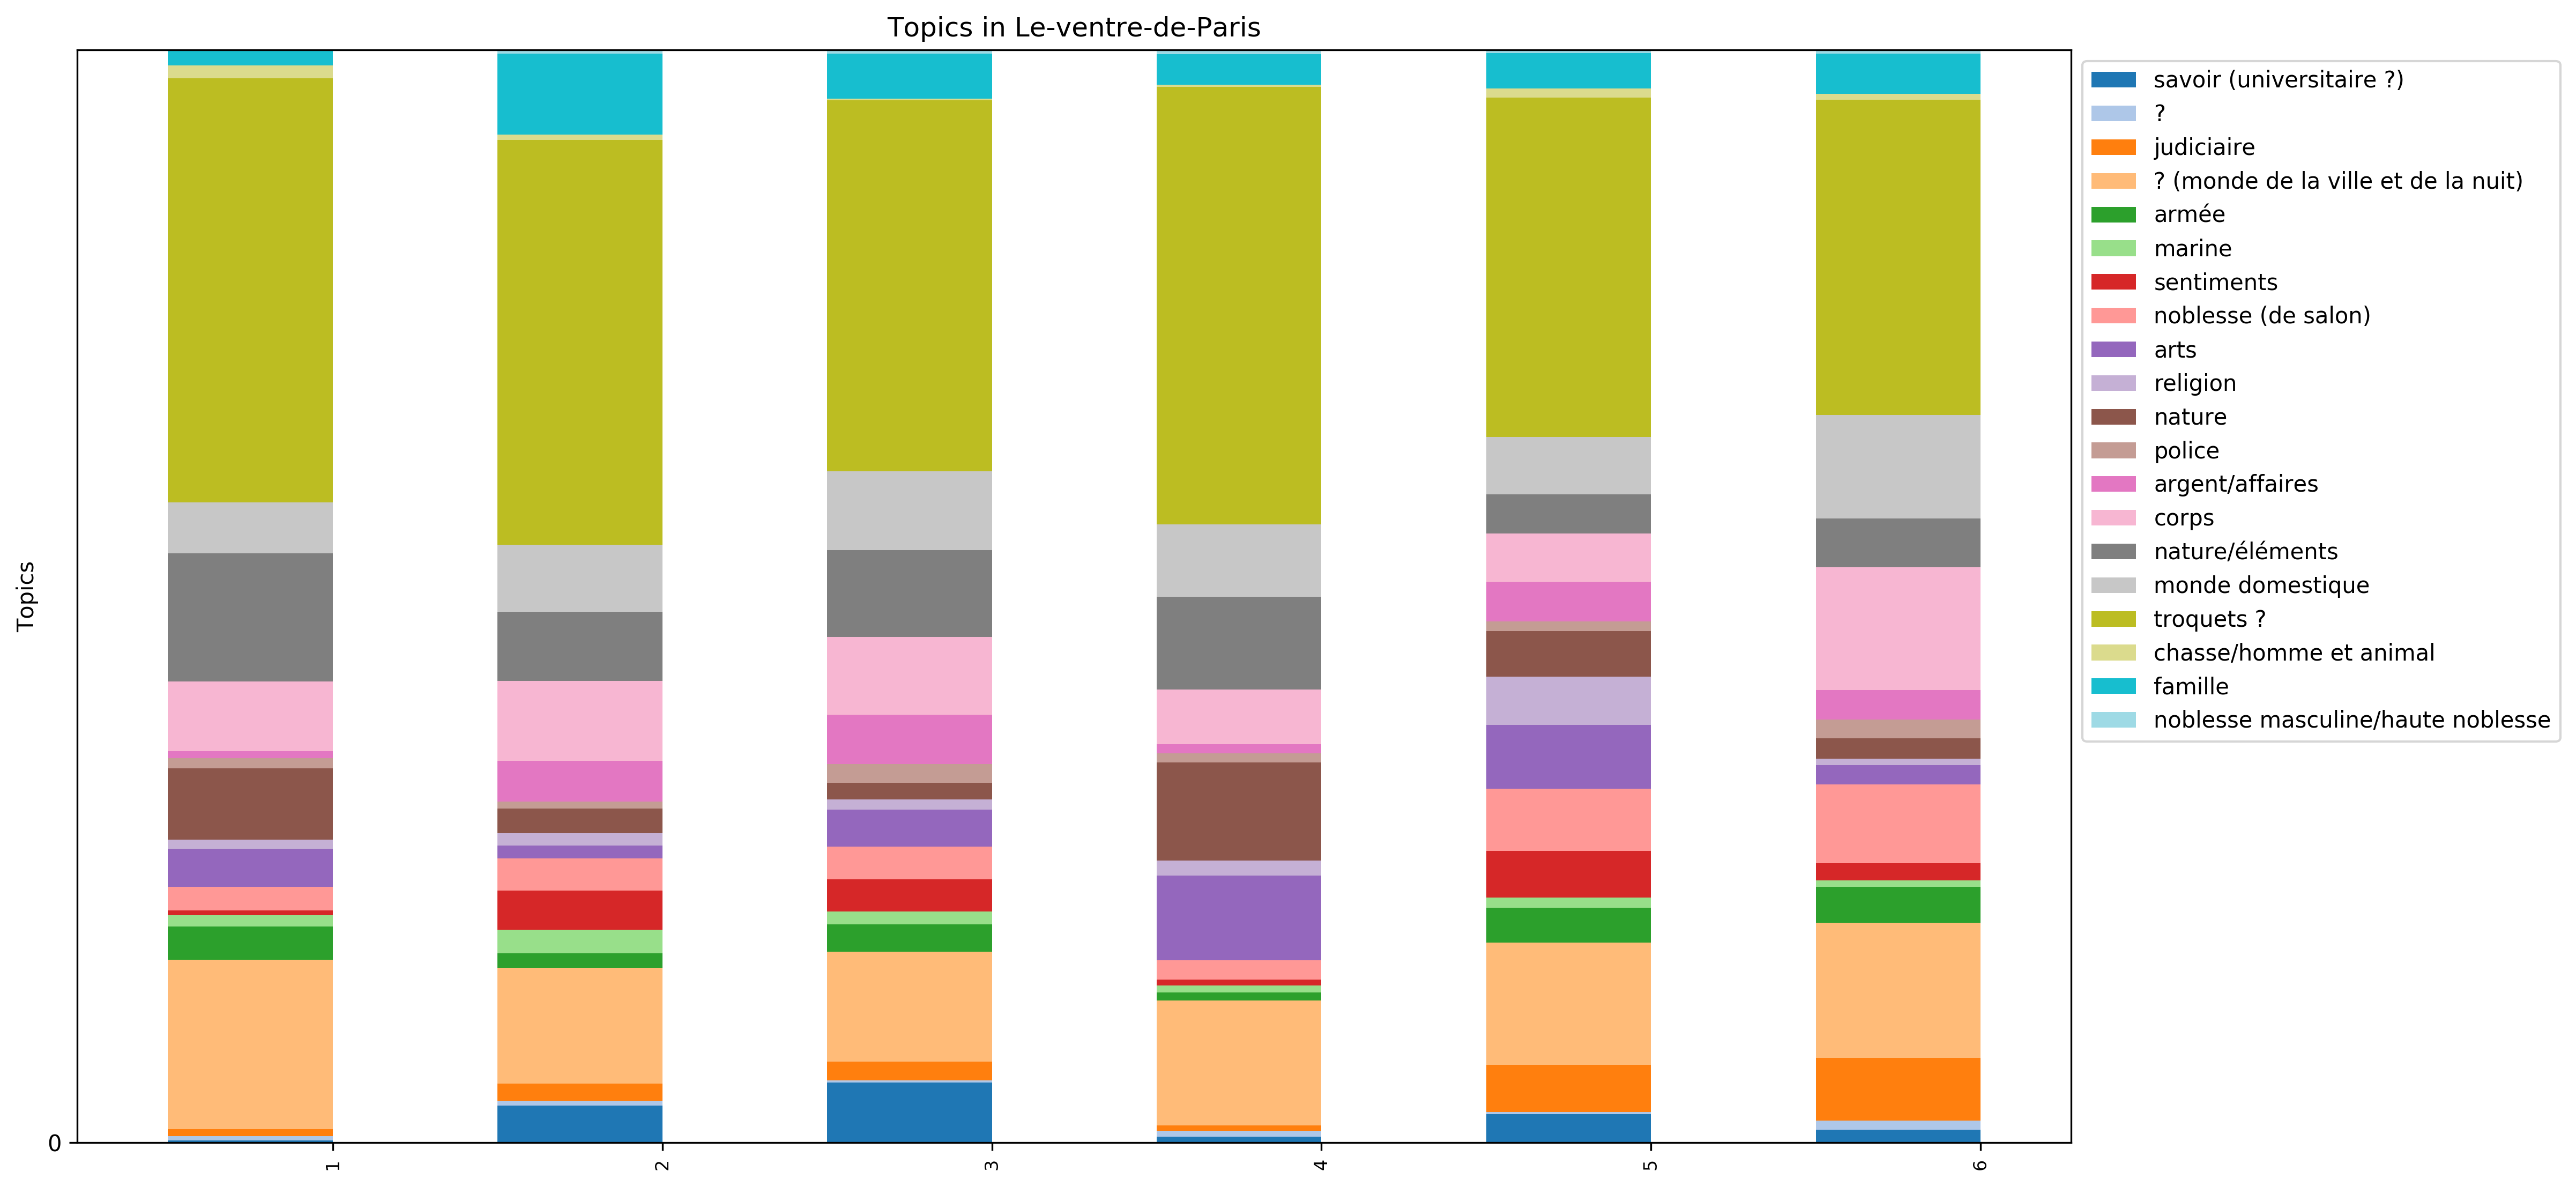 Topics in Le-ventre-de-Paris
Topics
0
1
2
3
4
5
6
savoir (universitaire ?)
?
judiciaire
? (monde de la ville et de la nuit)
armée
marine
sentiments
noblesse (de salon)
arts
religion
nature
police
argent/affaires
corps
nature/éléments
monde domestique
troquets ?
chasse/homme et animal
famille
noblesse masculine/haute noblesse